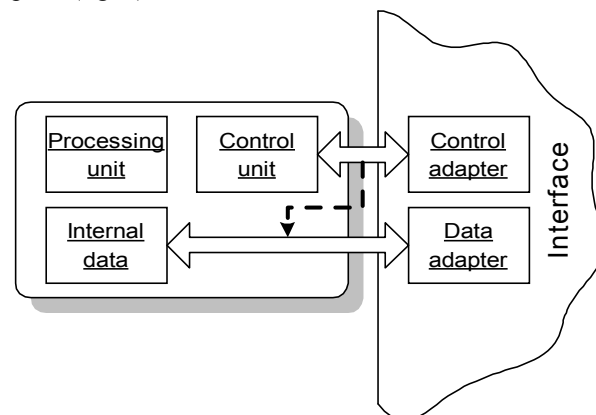 Processing
unit
Control
unit
Control
adapter
Internal
data
Data
adapter
Interface